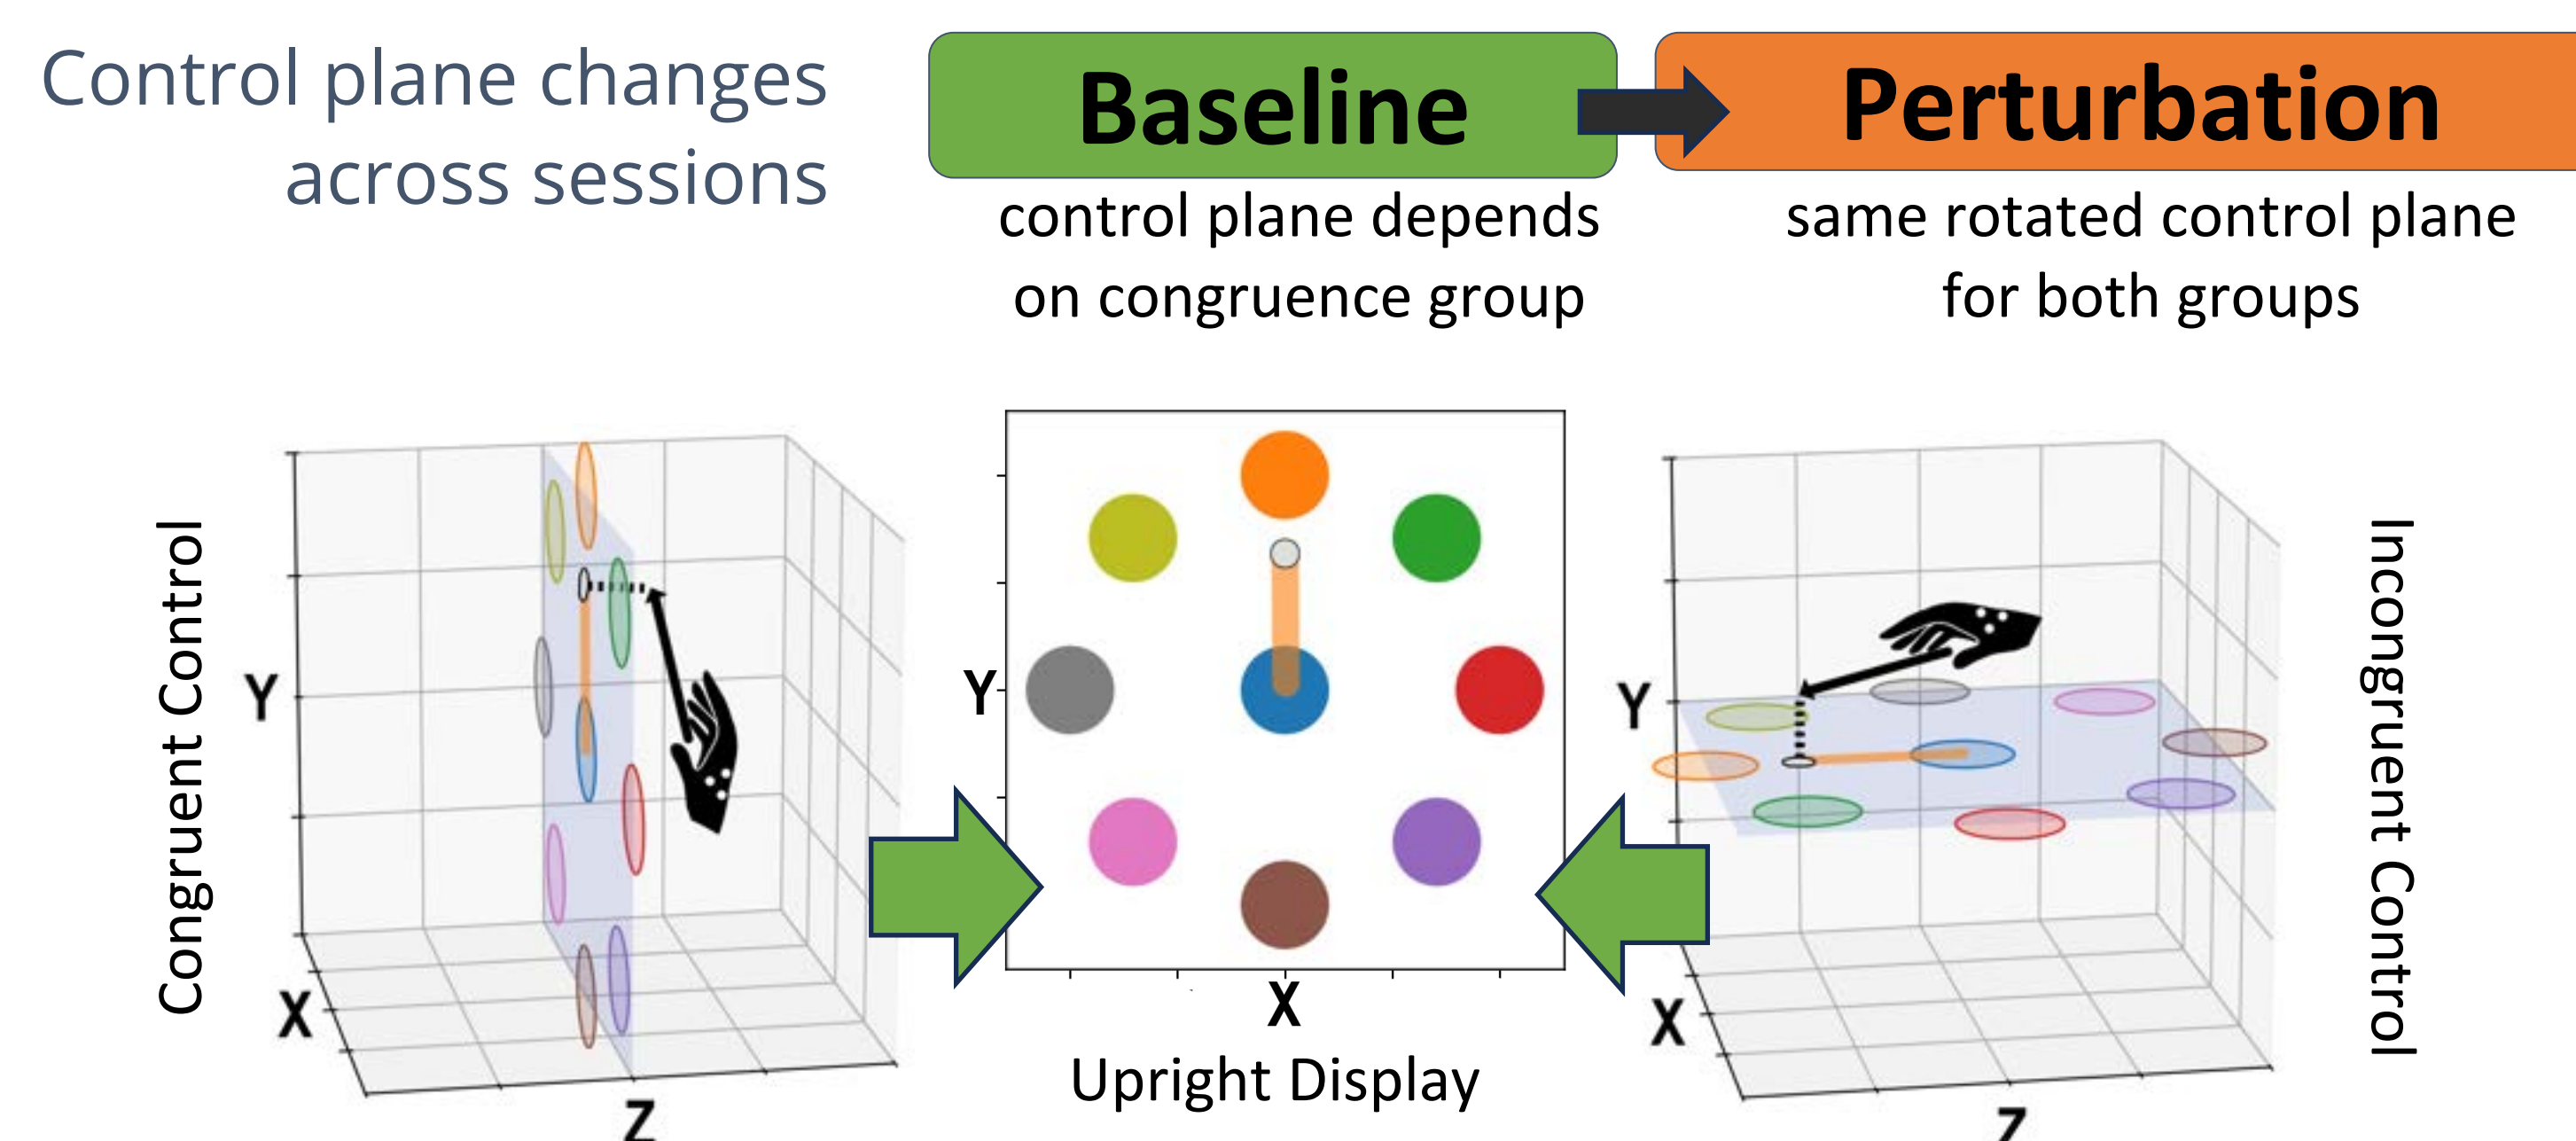 Control plane changes
across sessions
Baseline
Perturbation
control plane depends
on congruence group
same rotated control plane
for both groups
Congruent Control
Y
X
Z
Y
X
Upright Display
Y
X
Z
Incongruent Control